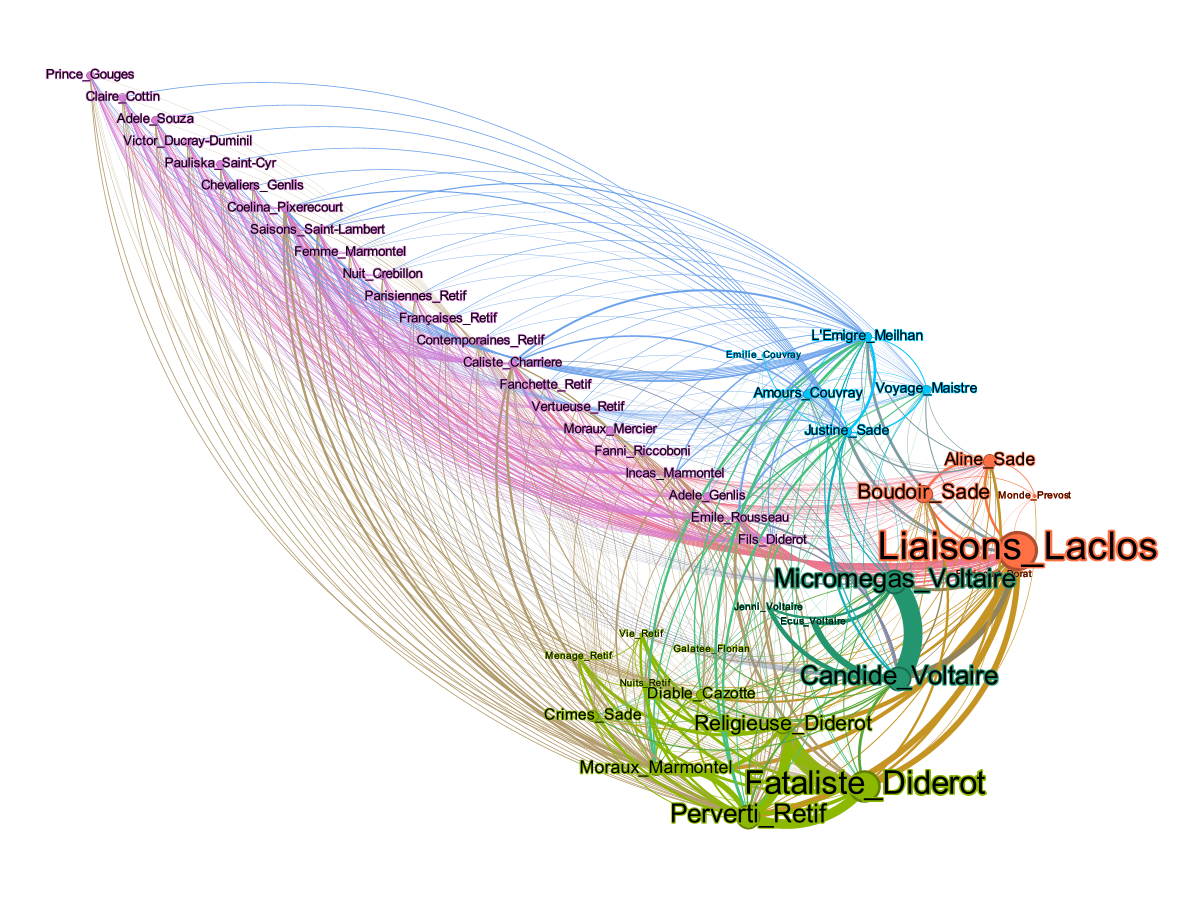 Prince_Gouges
Claire_Cottin
Adele_Souza
Victor_Ducray-Duminil
Pauliska_Saint-Cyr
Chevaliers_Genlis
Coelina_Pixerecourt
Saisons_Saint-Lambert
Femme_Marmontel
Nuit_Crebillon
Parisiennes_Retif
Françaises_Retif
L'Emigre_Meilhan
Contemporaines_Retif
Emilie_Couvray
Caliste_Charriere
Fanchette_Retif
Voyage_Maistre
Amours_Couvray
Vertueuse_Retif
Moraux_Mercier
Justine_Sade
Fanni_Riccoboni
Aline_Sade
Incas_Marmontel
Boudoir_Sade
Adele_Genlis
Monde_Prevost
Emile_Rousseau
Fils_Diderot
Liaisons_Laclos
Dorat
Micromegas_Voltaire
Jenni_Voltaire
Ecus_Voltaire
Vie_Retif
Galatee_Florian
Menage_Retif
Candide_Voltaire
Nuits_Retif
Diable_Cazotte
Crimes_Sade
Religieuse_Diderot
Moraux_Marmontel
Fataliste_Diderot
Perverti_Retif